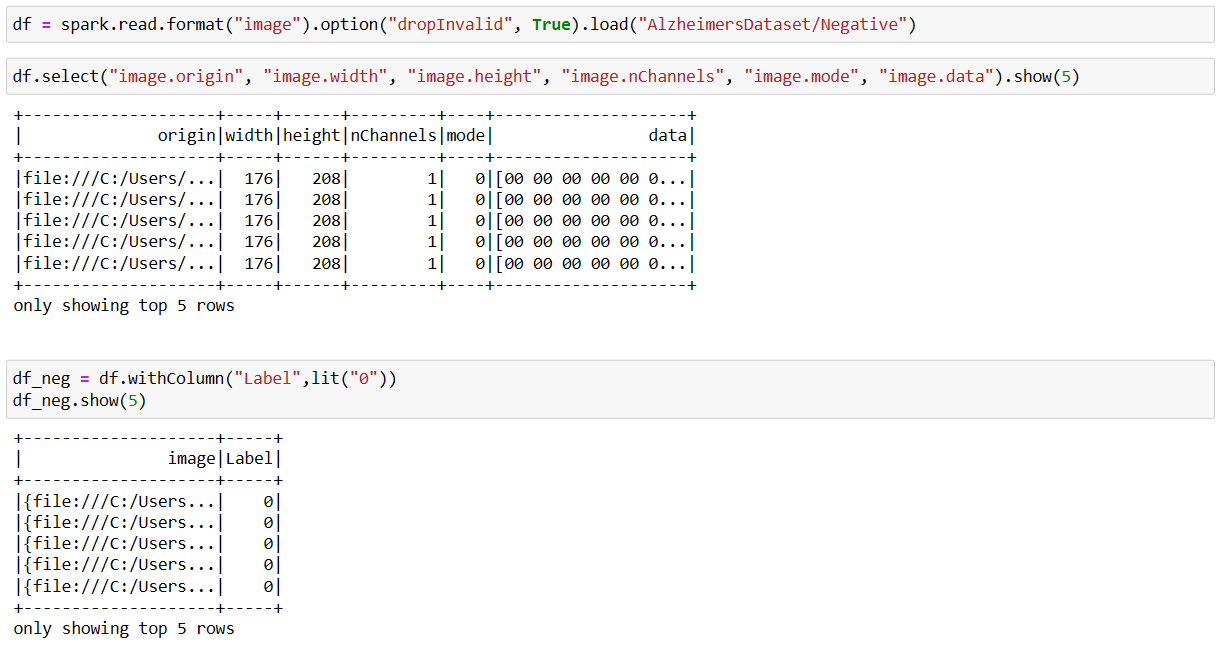 df = spark.read.format("image").option("dropInvalid", True).load("AlzheimersDataset/Negative")
df.select("image.origin", "image.width", "image.height", "image.nChannels", "image.mode", "image.data").show(5)
+--------------------+-----+------+---------+----+--------------------+
|              origin|width|height|nChannels|mode|                data|
+--------------------+-----+------+---------+----+--------------------+
|file:///C:/Users/...|  176|   208|        1|   0|[00 00 00 00 00 0...|
|file:///C:/Users/...|  176|   208|        1|   0|[00 00 00 00 00 0...|
|file:///C:/Users/...|  176|   208|        1|   0|[00 00 00 00 00 0...|
|file:///C:/Users/...|  176|   208|        1|   0|[00 00 00 00 00 0...|
|file:///C:/Users/...|  176|   208|        1|   0|[00 00 00 00 00 0...|
+--------------------+-----+------+---------+----+--------------------+
only showing top 5 rows
df_neg = df.withColumn("Label",lit("0"))
df_neg.show(5)
+--------------------+-----+
|               image|Label|
+--------------------+-----+
|{file:///C:/Users...|    0|
|{file:///C:/Users...|    0|
|{file:///C:/Users...|    0|
|{file:///C:/Users...|    0|
|{file:///C:/Users...|    0|
+--------------------+-----+
only showing top 5 rows